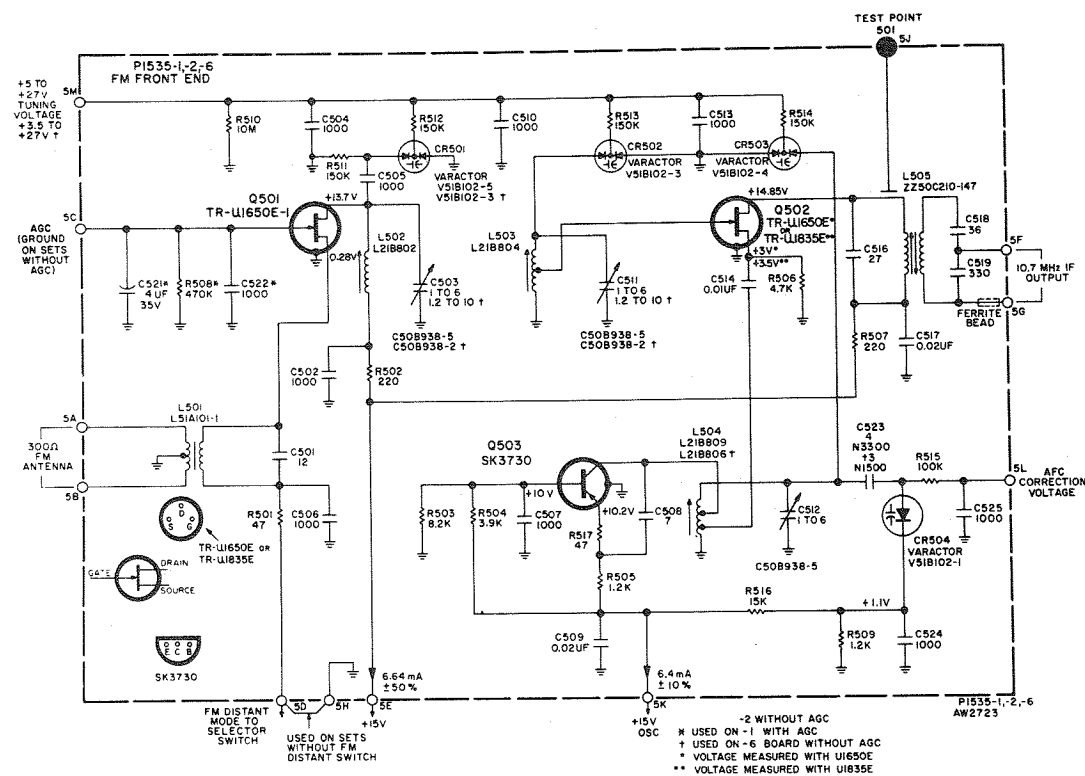 TEST POINT
501
5J
P1535-1,-2,-6
FM FRONT END
+5 TO
+27V
TUNING
VOLTAGE
+3.5 TO
+27V †
5M
R510
10M
C504
1000
R512
150K
C510
1000
R513
150K
C513
1000
R514
150K
R511
150K
C505
1000
CR501
VARACTOR
V51B102-5
V51B102-3 †
CR502
VARACTOR
V51B102-3
CR503
VARACTOR
V51B102-4
L505
ZZ50C210-147
Q501
TR-U1650E-1
+13.7V
+14.85V
Q502
TR-U1650E*
OR
TR-U1835E**
5C
AGC
(GROUND
ON SETS
WITHOUT
AGC)
0.28V
L502
L21B802
L503
L21B804
+3V*
+3.5V**
C516
27
C518
36
5F
C519
330
10.7 MHz IF
OUTPUT
5G
FERRITE
BEAD
C521*
4 UF
35V
R508*
470K
C522*
1000
C503
1 TO 6
1.2 TO 10 †
C50B938-5
C50B938-2 †
C511
1 TO 6
1.2 TO 10 †
C50B938-5
C50B938-2 †
C514
0.01UF
R506
4.7K
R507
220
C517
0.02UF
C502
1000
R502
220
L501
L51A101-1
5A
300Ω
FM
ANTENNA
5B
C501
12
R501
47
C506
1000
D
S G
TR-U1650E OR
TR-U1835E
GATE
DRAIN
SOURCE
E C B
SK3730
Q503
SK3730
+10V
+10.2V
R503
8.2K
R504
3.9K
C507
1000
R517
47
R505
1.2K
C508
7
L504
L21B809
L21B806 †
C512
1 TO 6
C50B938-5
C523
4
N3300
†3
N1500
R515
100K
5L
AFC
CORRECTION
VOLTAGE
C525
1000
CR504
VARACTOR
V51B102-1
R516
15K
+1.1V
R509
1.2K
C524
1000
C509
0.02UF
6.64 mA
±50%
6.4 mA
±10%
5D
5H
5E
5K
FM DISTANT
MODE TO
SELECTOR
SWITCH
USED ON SETS
WITHOUT FM
DISTANT SWITCH
+15V
+15V
OSC
P1535-1,-2,-6
AW2723
-2 WITHOUT AGC
* USED ON -1 WITH AGC
† USED ON -6 BOARD WITHOUT AGC
* VOLTAGE MEASURED WITH U1650E
** VOLTAGE MEASURED WITH U1835E